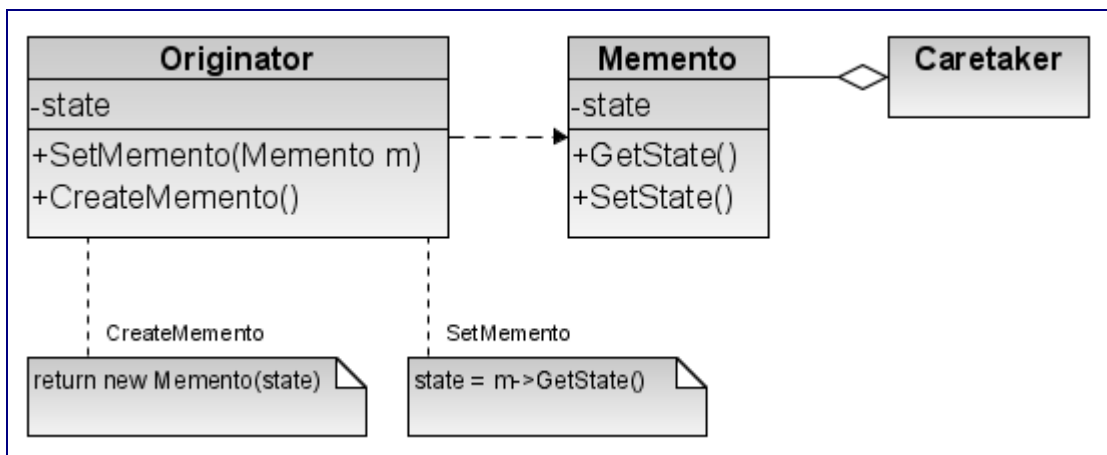 Originator
-state
+SetMemento(Memento m)
+CreateMemento()
Memento
-state
+GetState()
+SetState()
Caretaker
CreateMemento
return new Memento(state)
SetMemento
state = m->GetState()